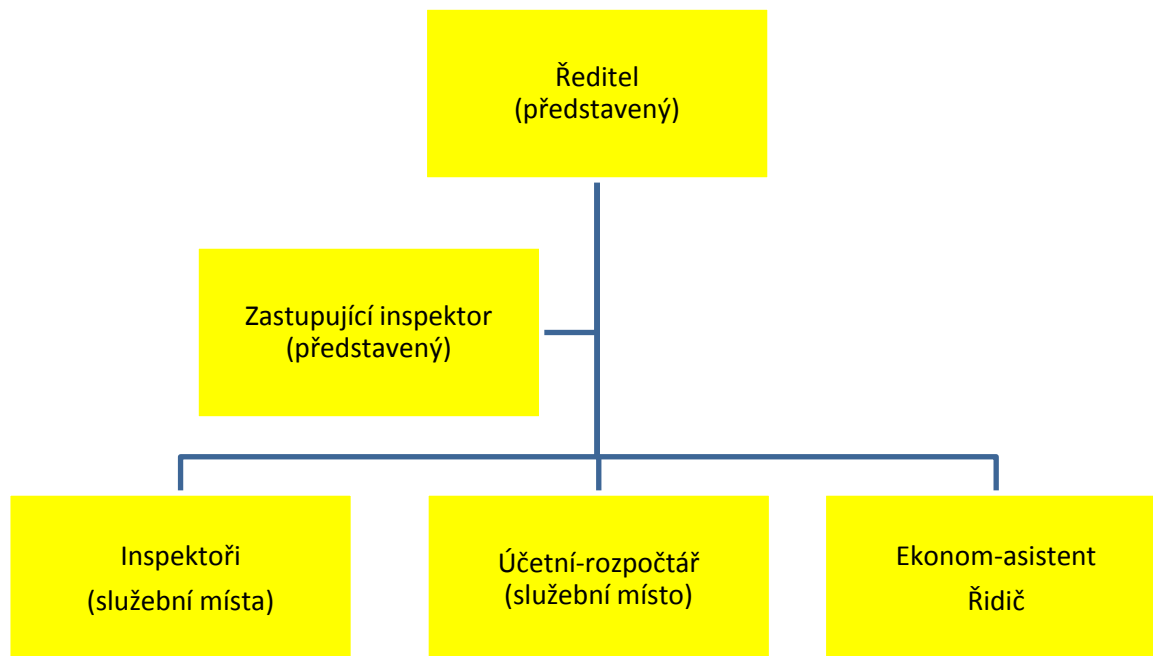 Ředitel
(představený)
Zastupující inspektor
(představený)
Inspektoři
(služební místa)
Účetní-rozpočtář
(služební místo)
Ekonom-asistent
Řidič